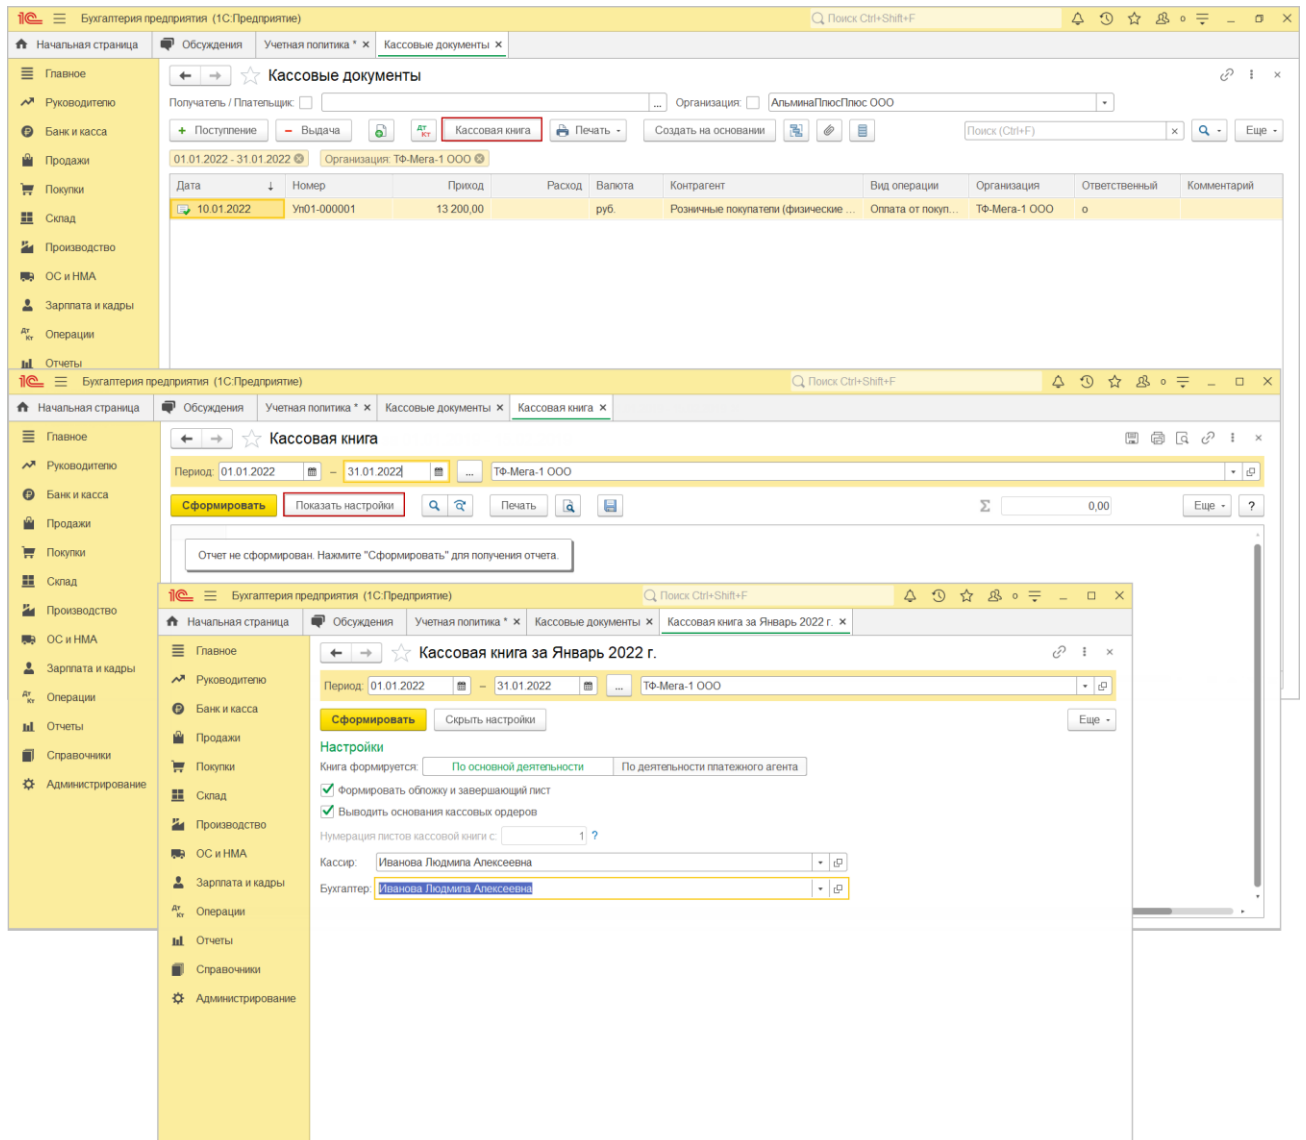 Бухгалтерия предприятия (1С:Предприятие)
Поиск Ctrl+Shift+F
Начальная страница
Обсуждения
Учетная политика * ×
Кассовые документы ×
Главное
Руководителю
Банк и касса
Продажи
Покупки
Склад
Производство
ОС и НМА
Зарплата и кадры
Операции
Отчеты
Кассовые документы
Получатель / Плательщик:
Организация: АльминаПлюсПлюс ООО
+ Поступление
− Выдача
Дт Кт
Кассовая книга
Печать
Создать на основании
Поиск (Ctrl+F)
Еще
01.01.2022 - 31.01.2022
Организация: ТФ-Мега-1 ООО
Дата ↓ Номер Приход Расход Валюта Контрагент Вид операции Организация Ответственный Комментарий
10.01.2022 Уп01-000001 13 200,00 руб. Розничные покупатели (физические ... Оплата от покуп... ТФ-Мега-1 ООО о
Бухгалтерия предприятия (1С:Предприятие)
Поиск Ctrl+Shift+F
Начальная страница
Обсуждения
Учетная политика * ×
Кассовые документы ×
Кассовая книга ×
Главное
Руководителю
Банк и касса
Продажи
Покупки
Склад
Производство
ОС и НМА
Зарплата и кадры
Операции
Отчеты
Справочники
Администрирование
Кассовая книга
Период: 01.01.2022 – 31.01.2022 ... ТФ-Мега-1 ООО
Сформировать
Показать настройки
Печать
Σ 0,00
Еще
?
Отчет не сформирован. Нажмите "Сформировать" для получения отчета.
Бухгалтерия предприятия (1С:Предприятие)
Поиск Ctrl+Shift+F
Начальная страница
Обсуждения
Учетная политика * ×
Кассовые документы ×
Кассовая книга за Январь 2022 г. ×
Главное
Руководителю
Банк и касса
Продажи
Покупки
Склад
Производство
ОС и НМА
Зарплата и кадры
Операции
Отчеты
Справочники
Администрирование
Кассовая книга за Январь 2022 г.
Период: 01.01.2022 – 31.01.2022 ... ТФ-Мега-1 ООО
Сформировать
Скрыть настройки
Еще
Настройки
Книга формируется: По основной деятельности По деятельности платежного агента
Формировать обложку и завершающий лист
Выводить основания кассовых ордеров
Нумерация листов кассовой книги с: 1 ?
Кассир: Иванова Людмила Алексеевна
Бухгалтер: Иванова Людмила Алексеевна